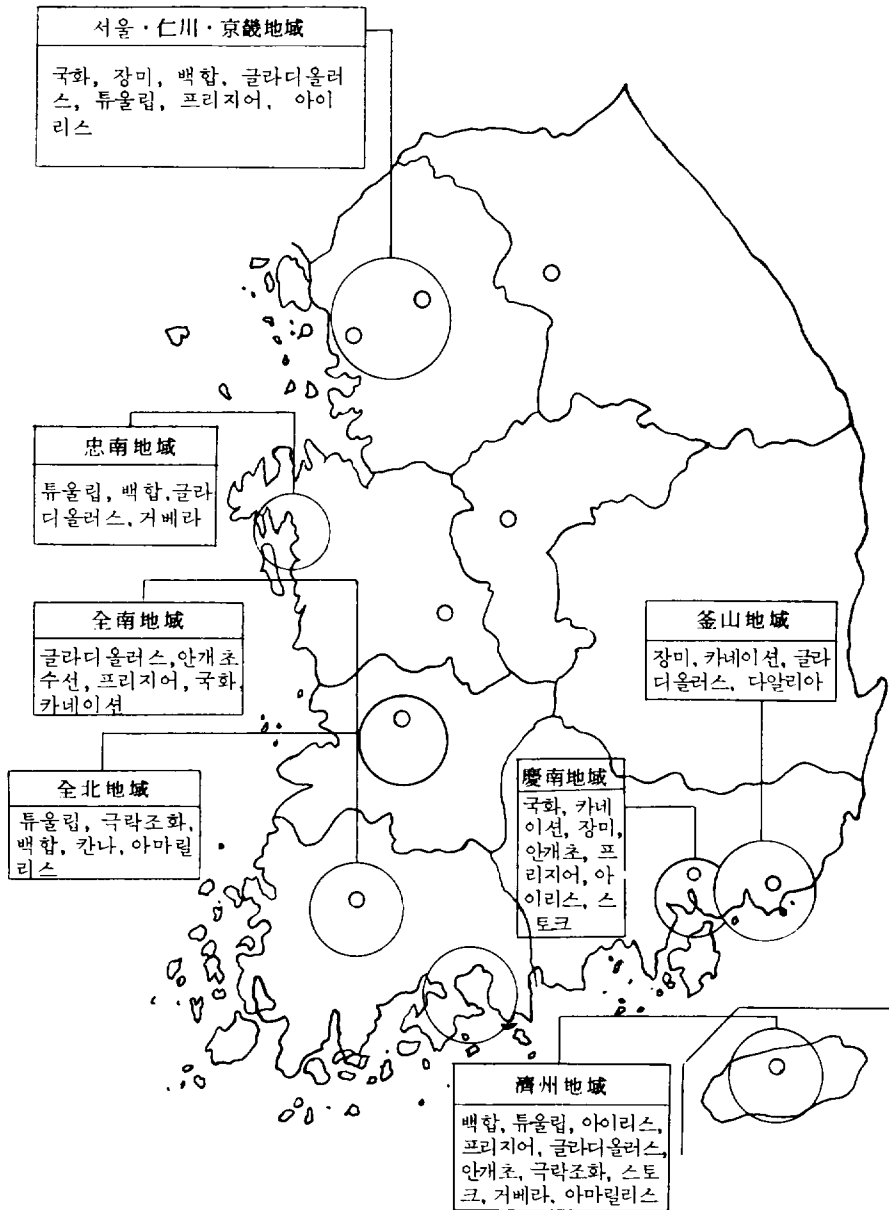 서울・仁川・京畿地域
국화, 장미, 백합, 글라디올러
스, 튜울립, 프리지어, 아이
리스
忠南地域
튜울립, 백합, 글라
디올러스, 거베라
全南地域
글라디올러스, 안개초
수선, 프리지어, 국화,
카네이션
全北地域
튜울립, 극락조화,
백합, 칸나, 아마릴
리스
釜山地域
장미, 카네이션, 글라
디올러스, 다알리아
慶南地域
국화, 카네
이션, 장미,
안개초, 프
리지어, 아
이리스, 스
토크
濟州地域
백합, 튜울립, 아이리스,
프리지어, 글라디올러스,
안개초, 극락조화, 스토
크, 거베라, 아마릴리스